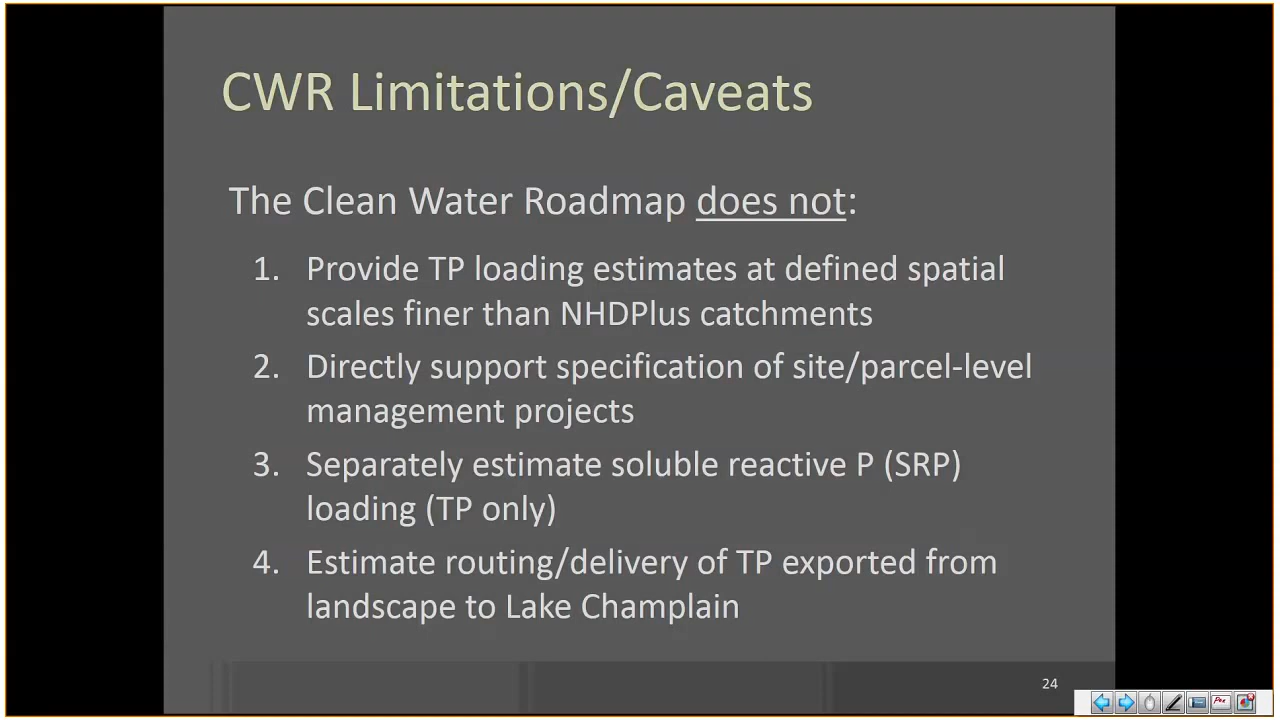 CWR Limitations/Caveats
The Clean Water Roadmap does not:
1. Provide TP loading estimates at defined spatial
scales finer than NHDPlus catchments
2. Directly support specification of site/parcel-level
management projects
3. Separately estimate soluble reactive P (SRP)
loading (TP only)
4. Estimate routing/delivery of TP exported from
landscape to Lake Champlain
24